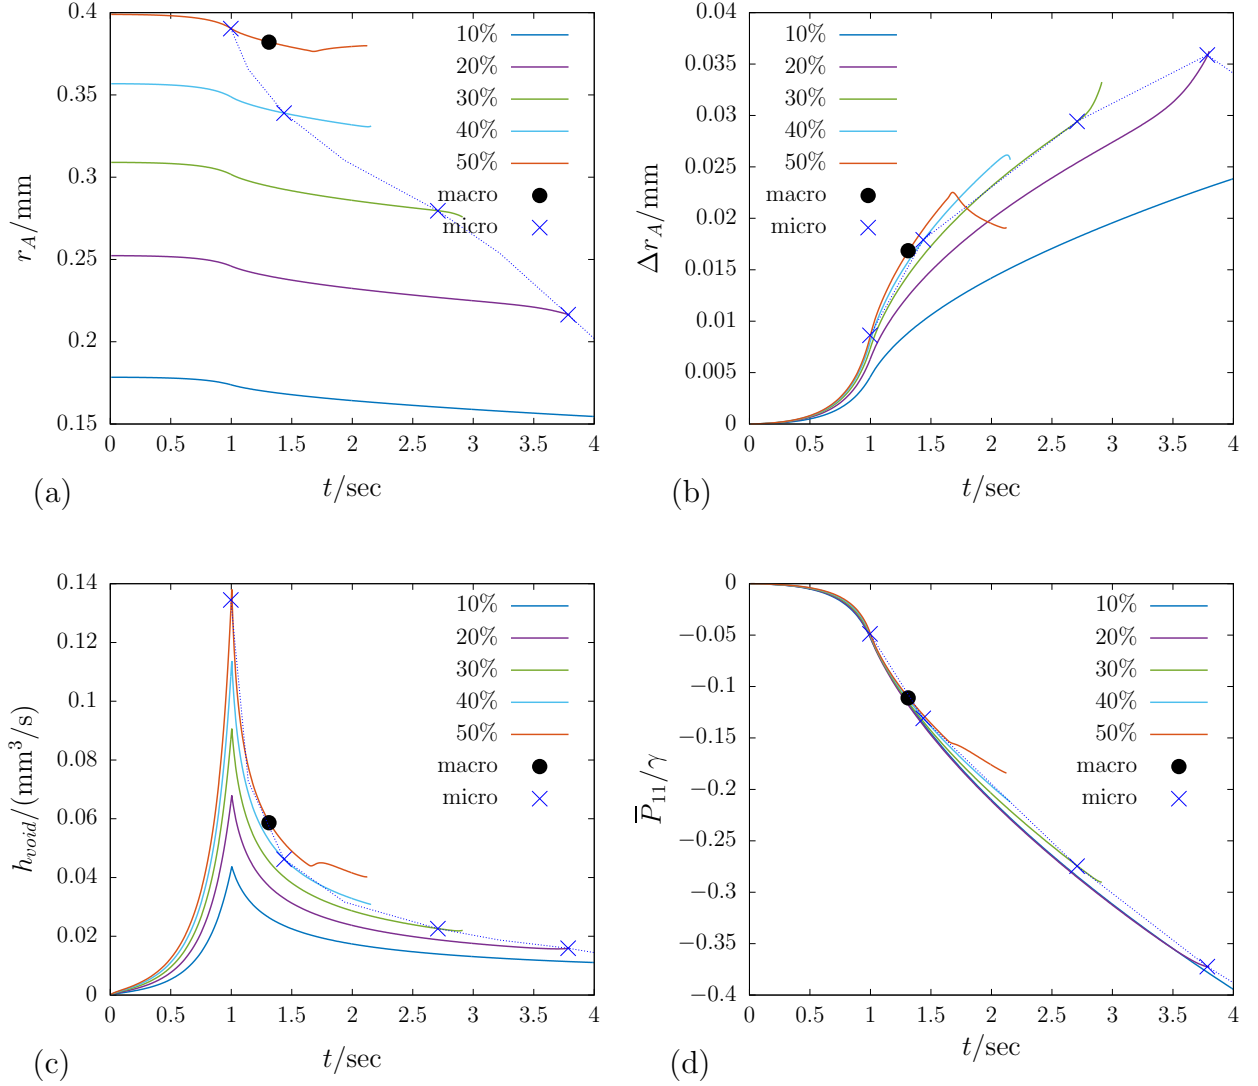 0.4
0.35
0.3
0.25
0.2
0.15
r_A/mm
0 0.5 1 1.5 2 2.5 3 3.5 4
t/sec
(a)
10%
20%
30%
40%
50%
macro
micro
0.04
0.035
0.03
0.025
0.02
0.015
0.01
0.005
0
Δr_A/mm
0 0.5 1 1.5 2 2.5 3 3.5 4
t/sec
(b)
10%
20%
30%
40%
50%
macro
micro
0.14
0.12
0.1
0.08
0.06
0.04
0.02
0
h_void/(mm³/s)
0 0.5 1 1.5 2 2.5 3 3.5 4
t/sec
(c)
10%
20%
30%
40%
50%
macro
micro
0
−0.05
−0.1
−0.15
−0.2
−0.25
−0.3
−0.35
−0.4
P̅₁₁/γ
0 0.5 1 1.5 2 2.5 3 3.5 4
t/sec
(d)
10%
20%
30%
40%
50%
macro
micro